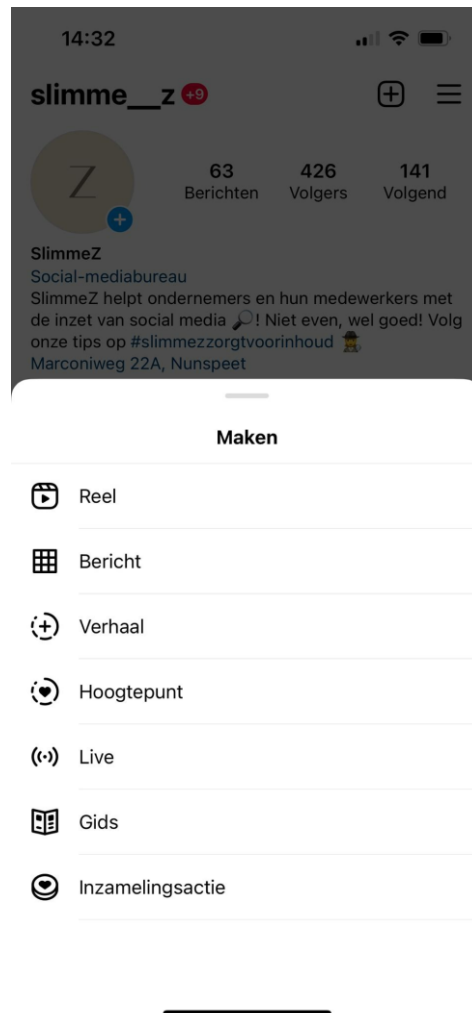 14:32
slimme__z +9
Z
63 426 141
Berichten Volgers Volgend
SlimmeZ
Social-mediabureau
SlimmeZ helpt ondernemers en hun medewerkers met
de inzet van social media 🔎! Niet even, wel goed! Volg
onze tips op #slimmezzorgtvoorinhoud 🕵️
Marconiweg 22A, Nunspeet
Maken
Reel
Bericht
Verhaal
Hoogtepunt
Live
Gids
Inzamelingsactie